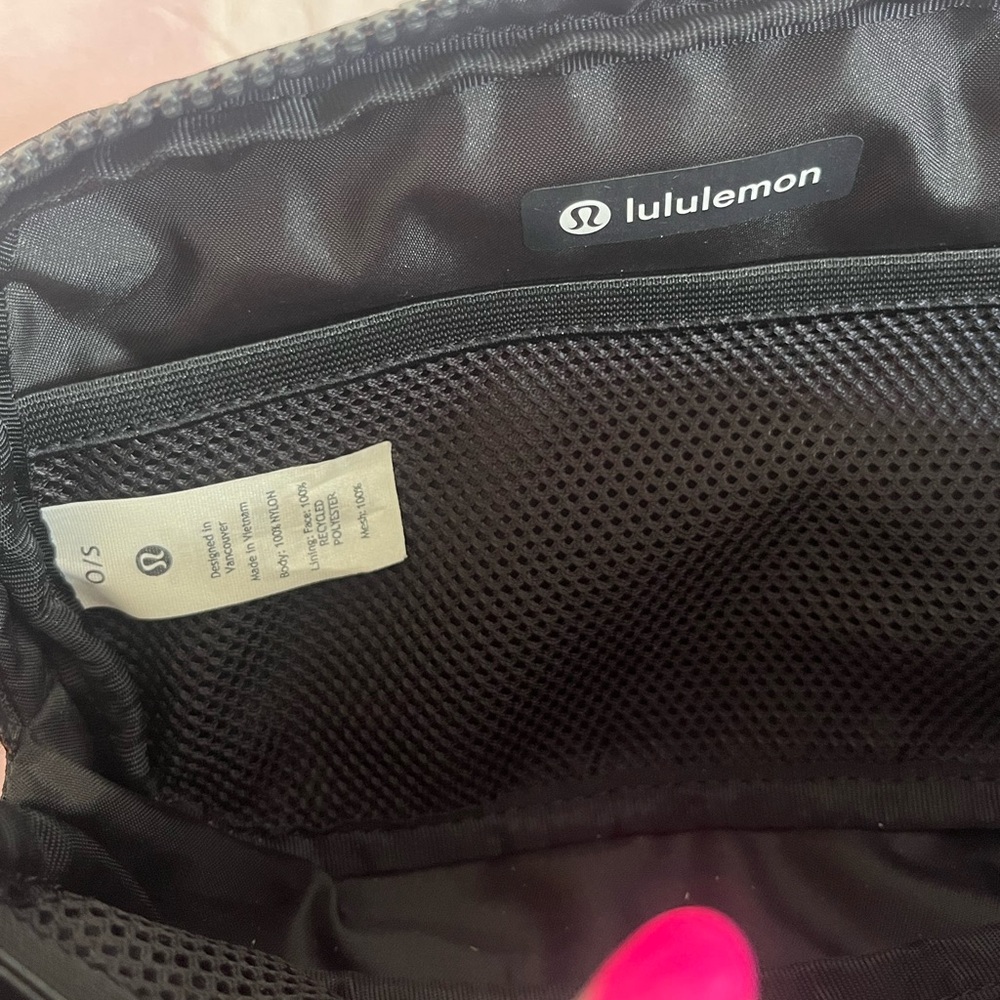 lululemon
O/S
Designed in
Vancouver
Made in Vietnam
Body: 100% NYLON
Lining: Face: 100%
RECYCLED
POLYESTER
Mesh: 100%